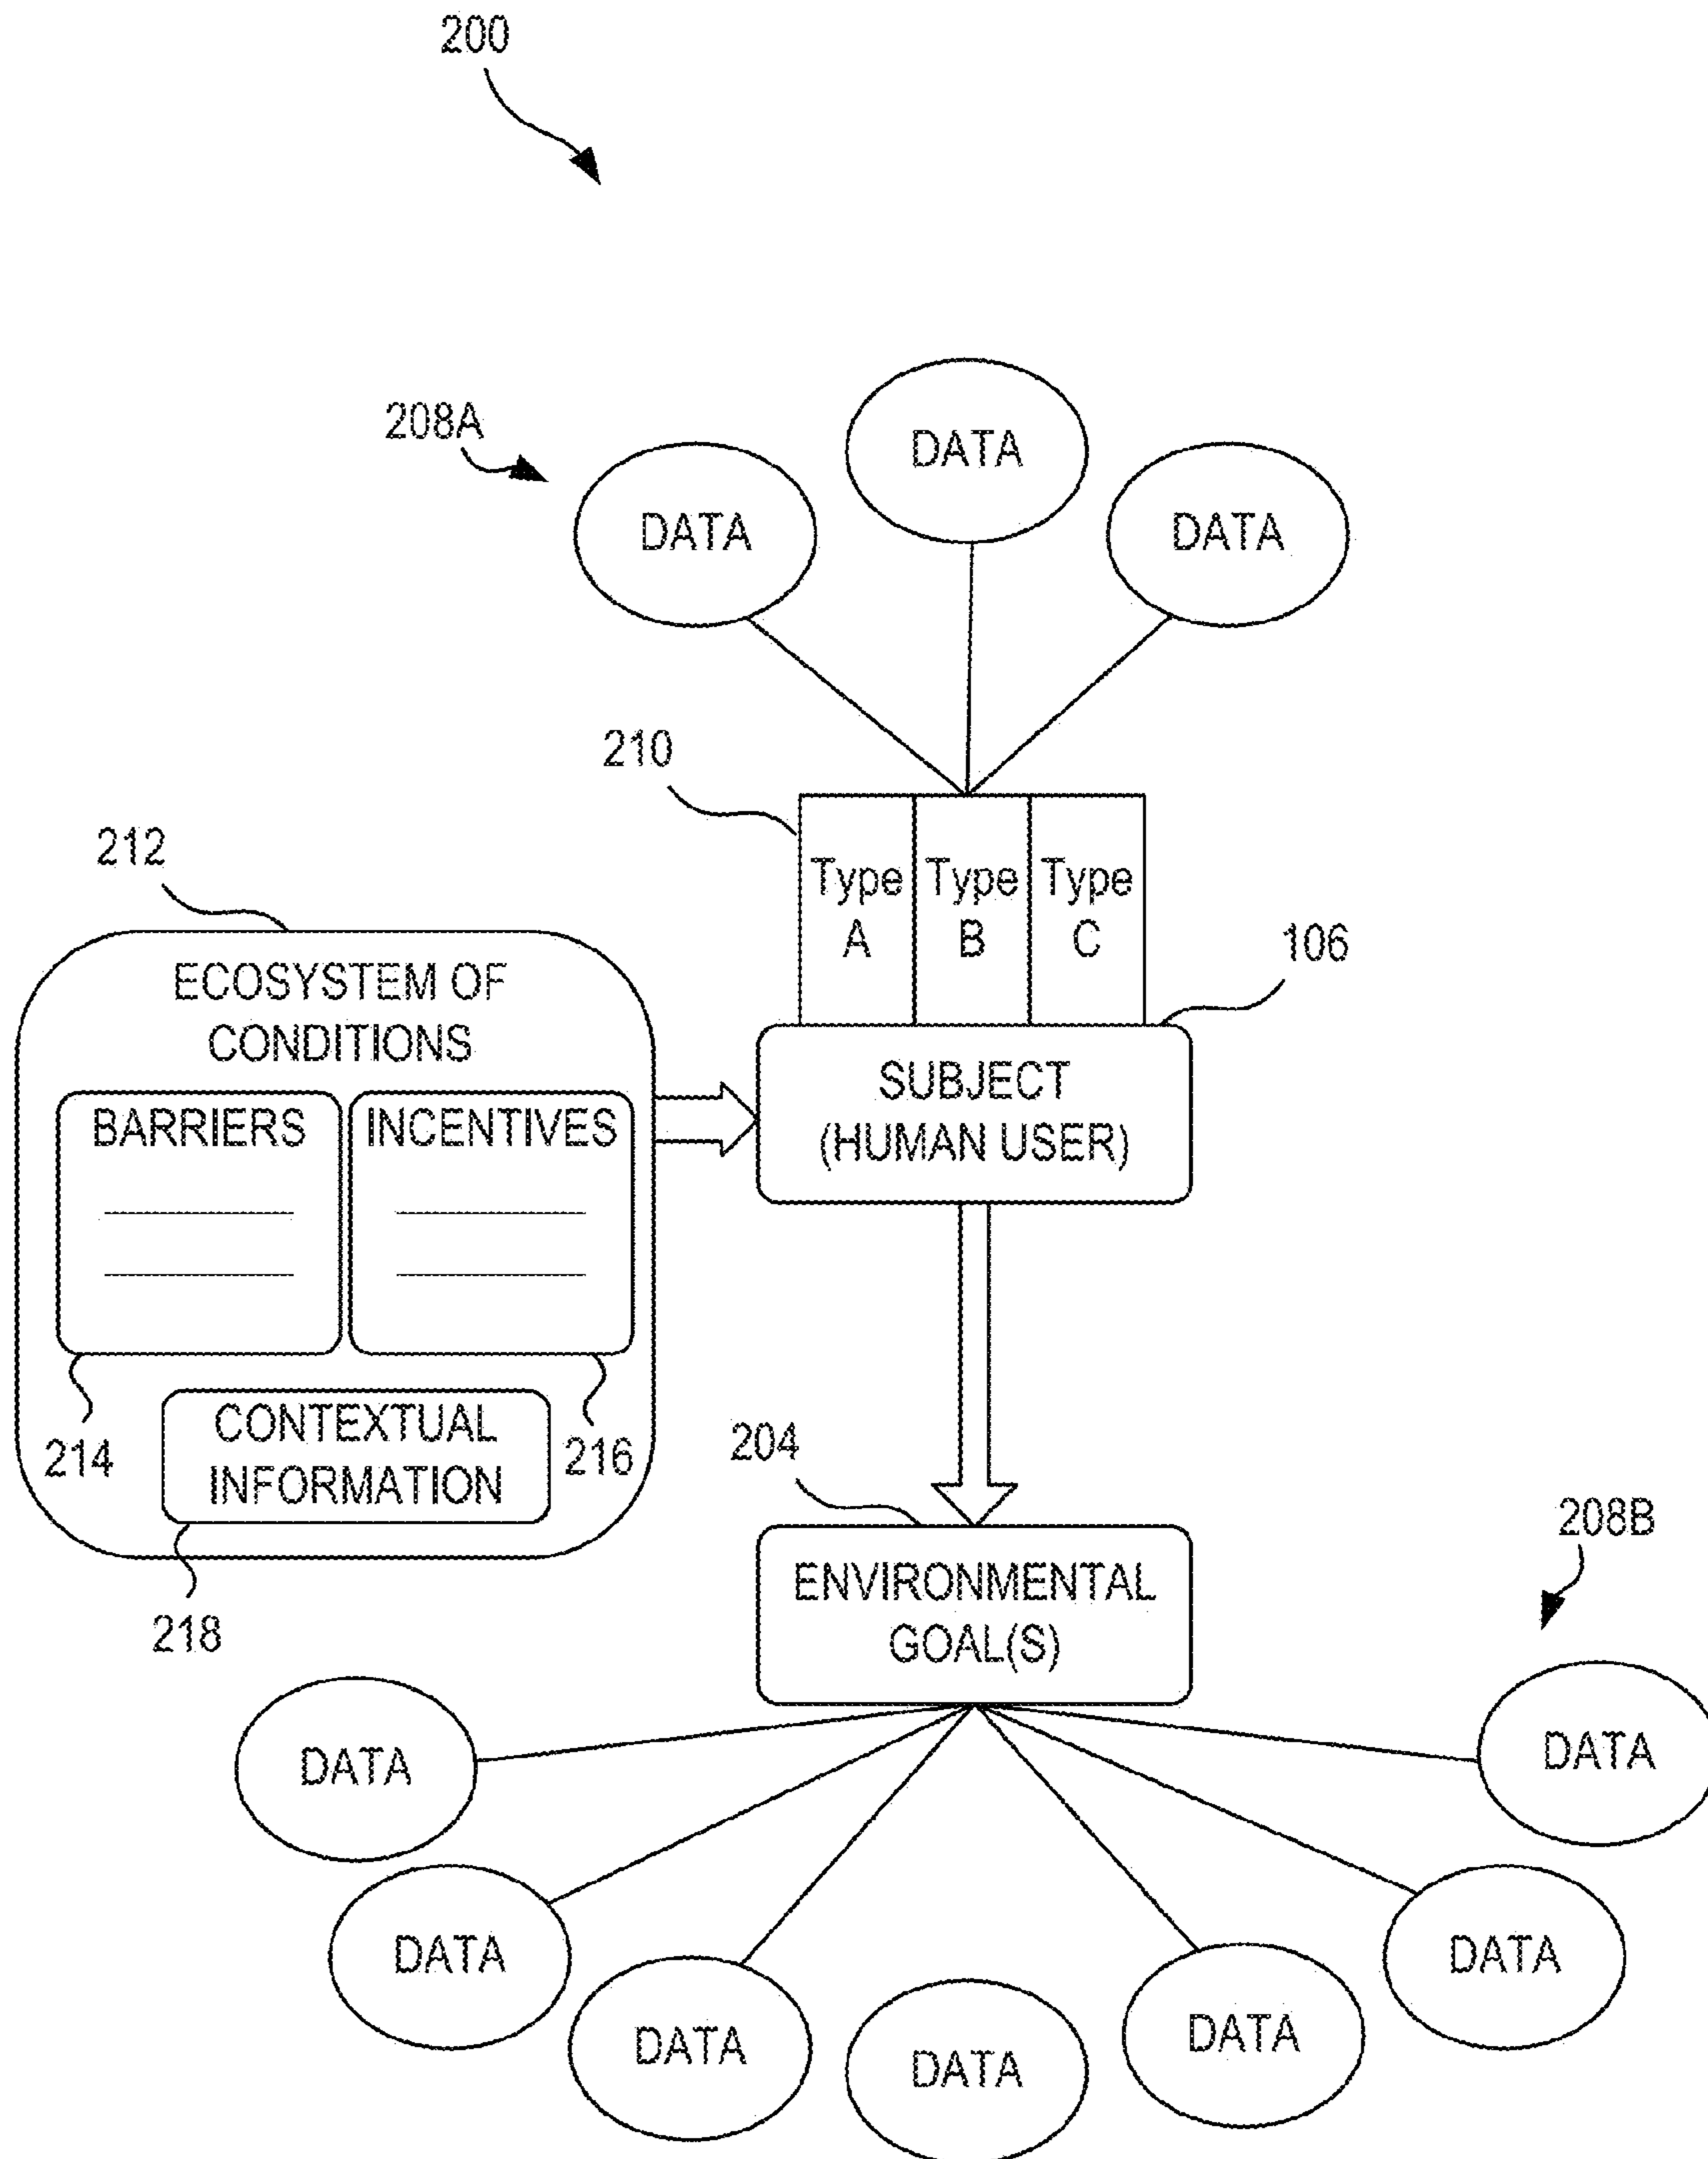 200
208A
DATA
DATA
DATA
210
Type
A
Type
B
Type
C
212
106
ECOSYSTEM OF
CONDITIONS
BARRIERS
INCENTIVES
SUBJECT
(HUMAN USER)
214
216
CONTEXTUAL
INFORMATION
218
204
ENVIRONMENTAL
GOAL(S)
208B
DATA
DATA
DATA
DATA
DATA
DATA
DATA